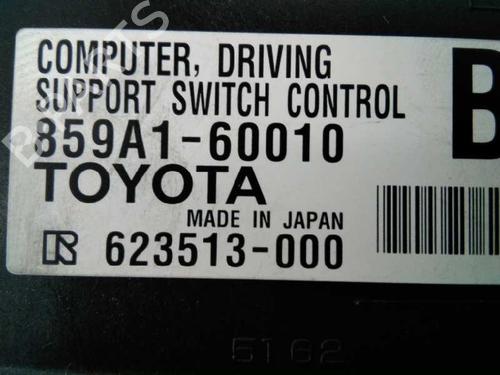 COMPUTER, DRIVING
SUPPORT SWITCH CONTROL
859A1-60010
B
TOYOTA
MADE IN JAPAN
R 623513-000
5162